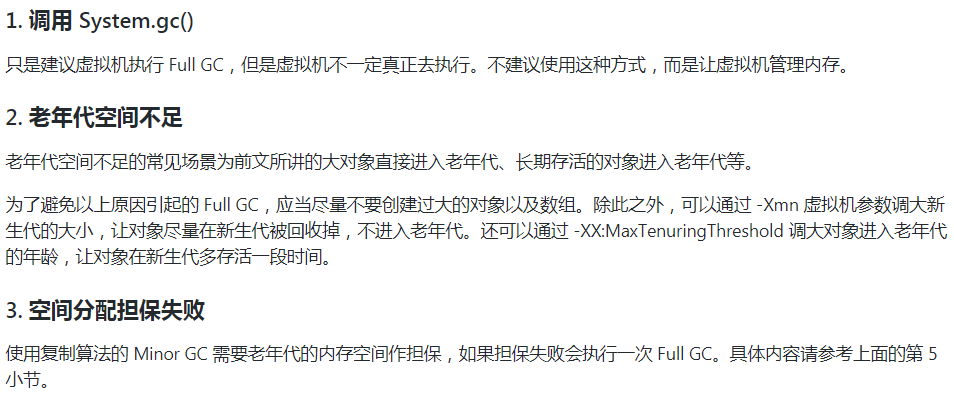 1. 调用 System.gc()
只是建议虚拟机执行 Full GC，但是虚拟机不一定真正去执行。不建议使用这种方式，而是让虚拟机管理内存。
2. 老年代空间不足
老年代空间不足的常见场景为前文所讲的大对象直接进入老年代、长期存活的对象进入老年代等。
为了避免以上原因引起的 Full GC，应当尽量不要创建过大的对象以及数组。除此之外，可以通过 -Xmn 虚拟机参数调大新
生代的大小，让对象尽量在新生代被回收掉，不进入老年代。还可以通过 -XX:MaxTenuringThreshold 调大对象进入老年代
的年龄，让对象在新生代多存活一段时间。
3. 空间分配担保失败
使用复制算法的 Minor GC 需要老年代的内存空间作担保，如果担保失败会执行一次 Full GC。具体内容请参考上面的第 5
小节。